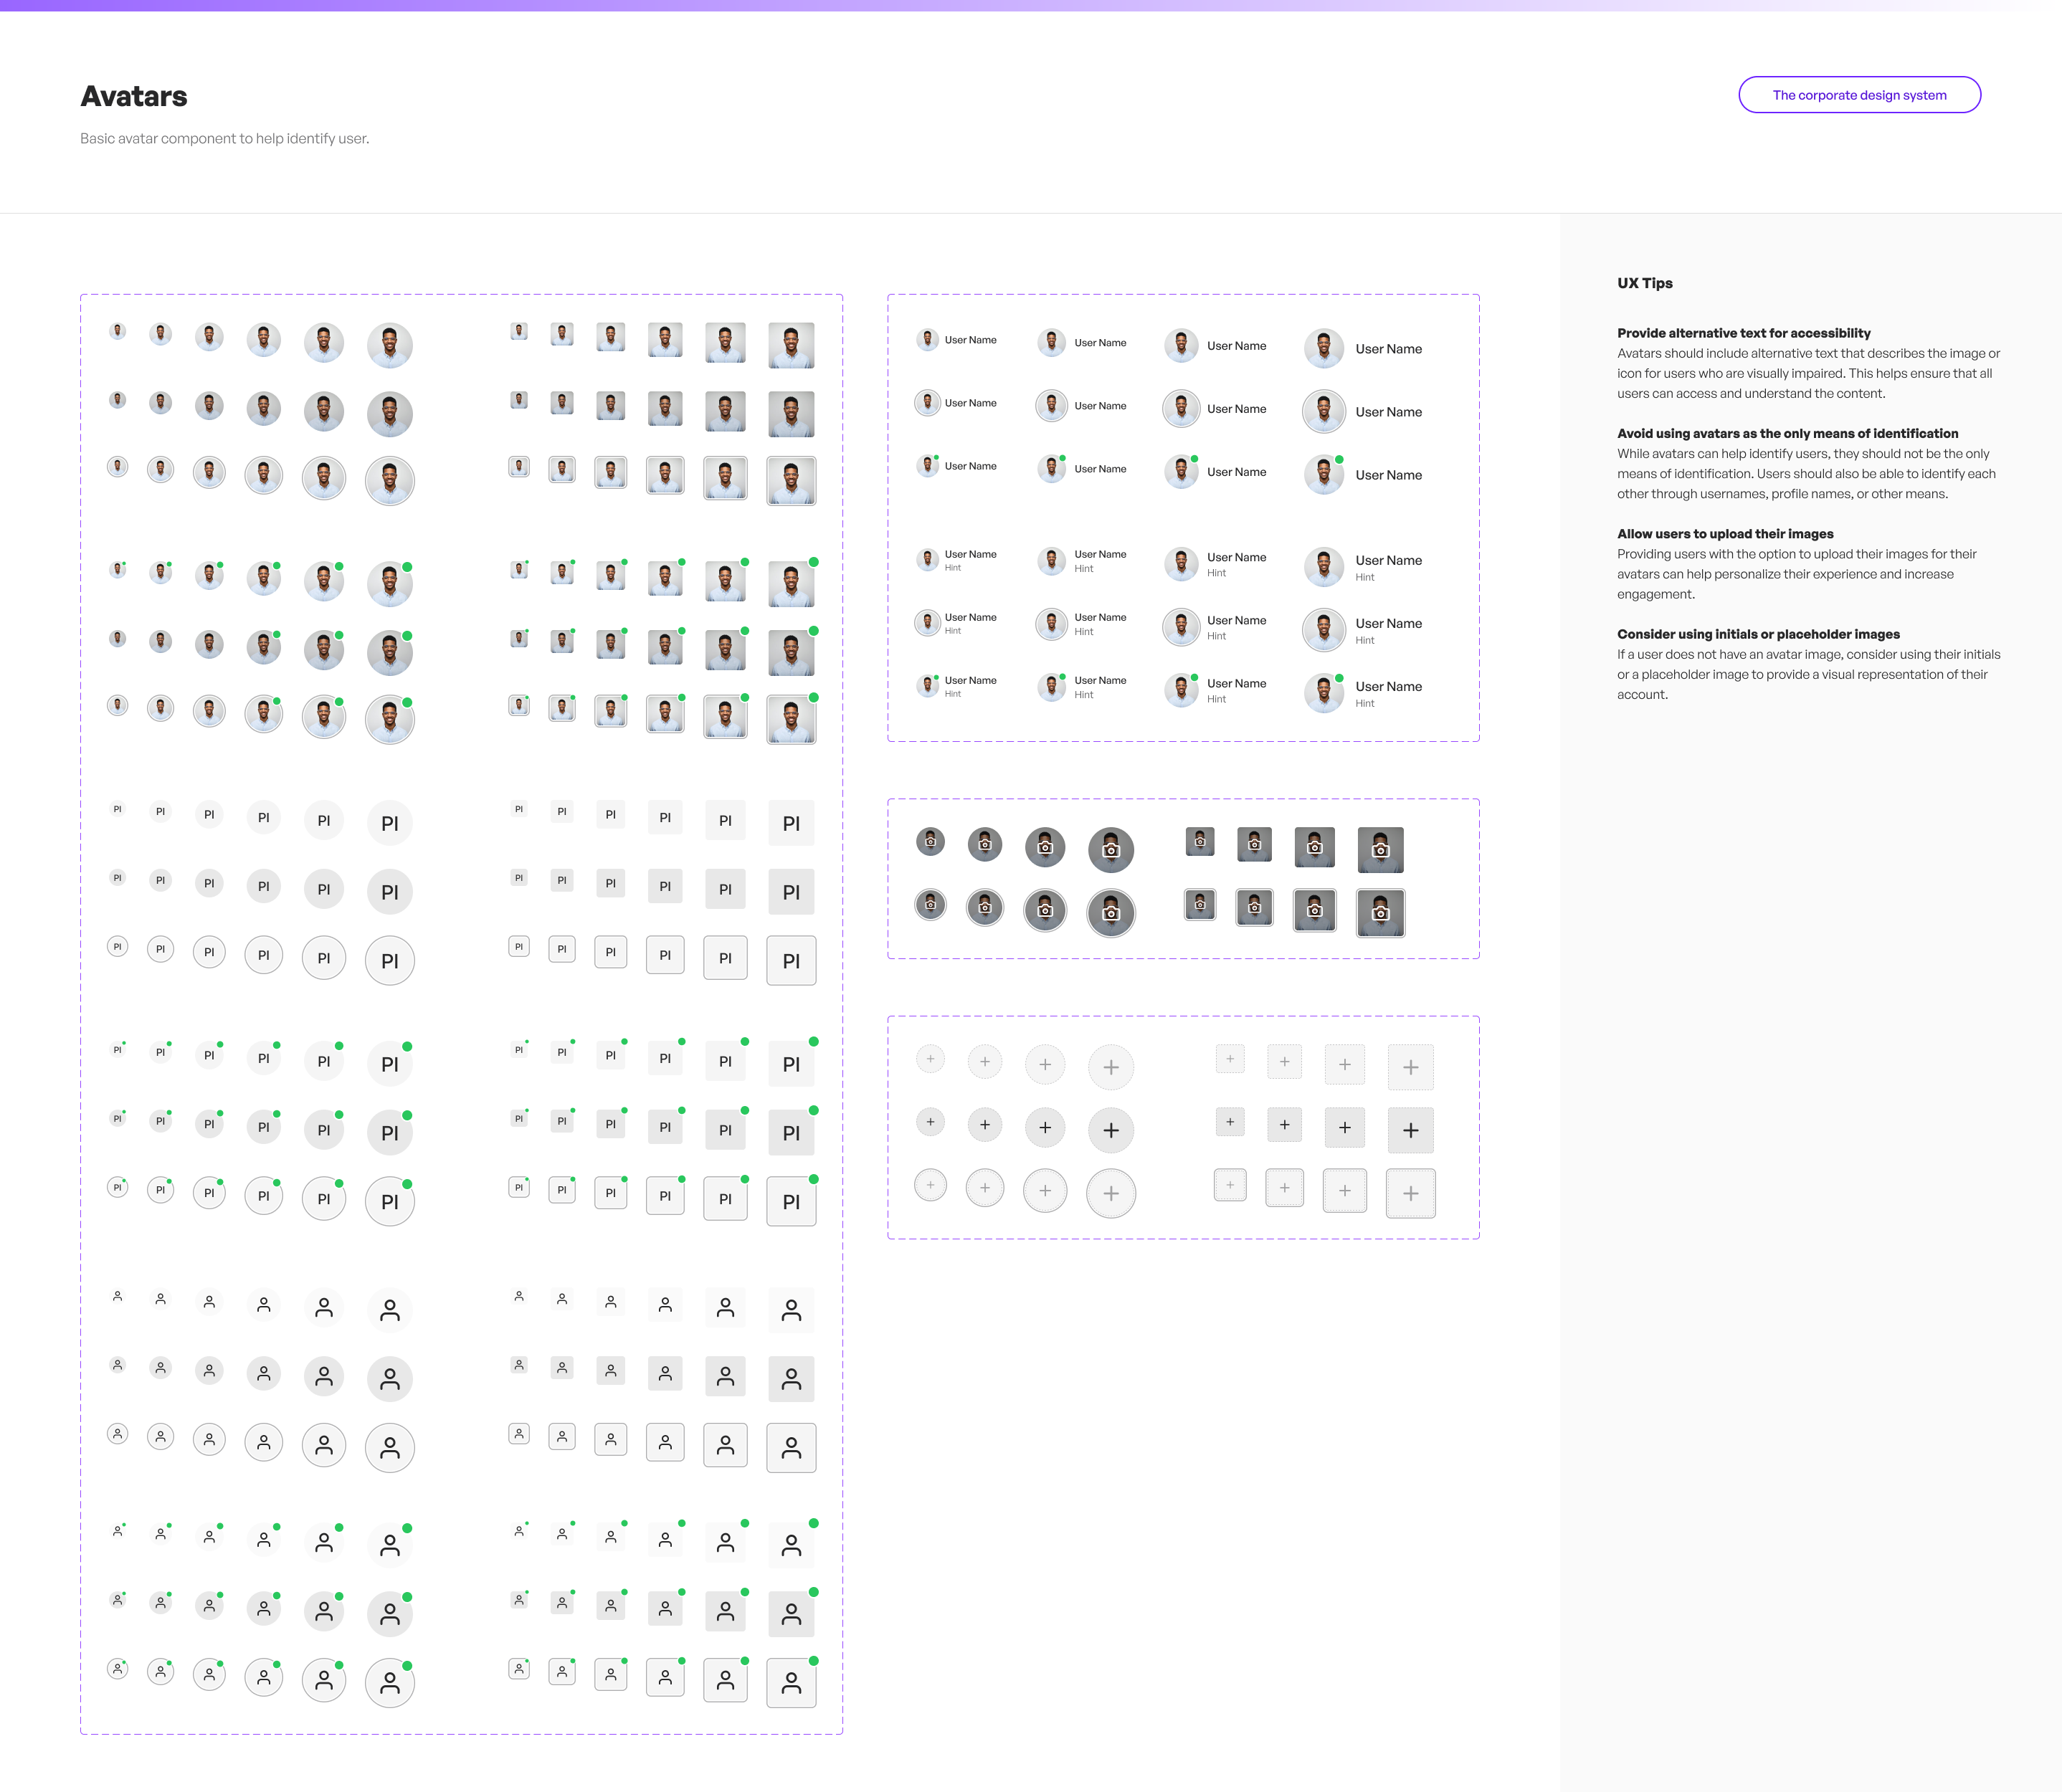 Avatars
The corporate design system
Basic avatar component to help identify user.
PI PI PI PI PI PI PI PI PI PI PI PI
PI PI PI PI PI PI PI PI PI PI PI PI
PI PI PI PI PI PI PI PI PI PI PI PI
PI PI PI PI PI PI PI PI PI PI PI PI
PI PI PI PI PI PI PI PI PI PI PI PI
PI PI PI PI PI PI PI PI PI PI PI PI
User Name User Name User Name User Name
User Name User Name User Name User Name
User Name User Name User Name User Name
User Name User Name User Name User Name
Hint Hint Hint Hint
User Name User Name User Name User Name
Hint Hint Hint Hint
User Name User Name User Name User Name
Hint Hint Hint Hint
UX Tips
Provide alternative text for accessibility
Avatars should include alternative text that describes the image or
icon for users who are visually impaired. This helps ensure that all
users can access and understand the content.
Avoid using avatars as the only means of identification
While avatars can help identify users, they should not be the only
means of identification. Users should also be able to identify each
other through usernames, profile names, or other means.
Allow users to upload their images
Providing users with the option to upload their images for their
avatars can help personalize their experience and increase
engagement.
Consider using initials or placeholder images
If a user does not have an avatar image, consider using their initials
or a placeholder image to provide a visual representation of their
account.